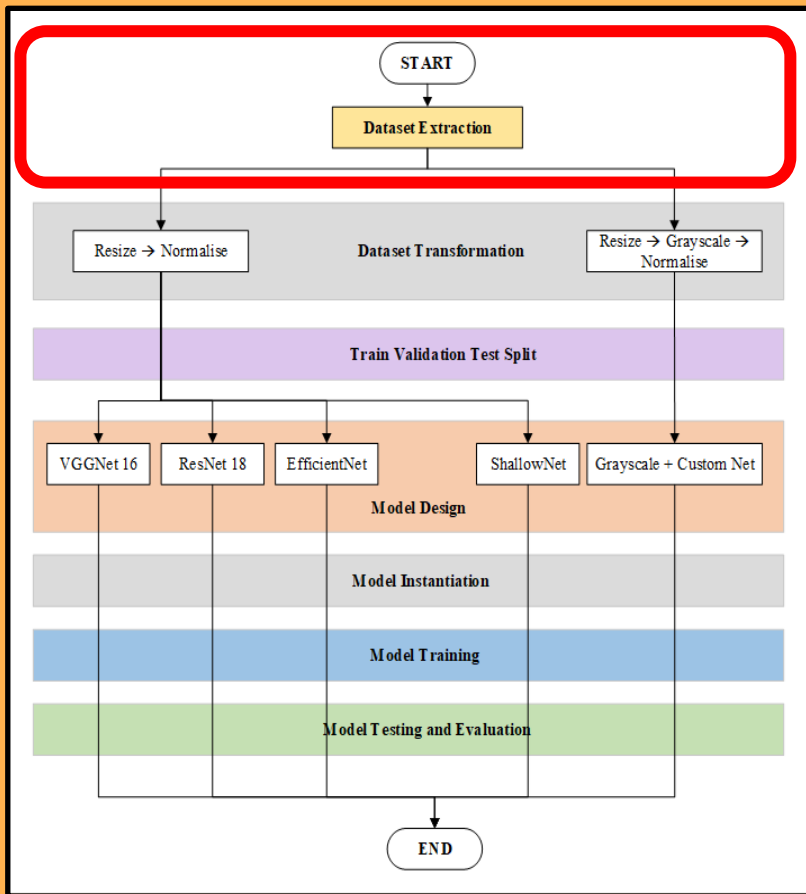 START
Dataset Extraction
Resize → Normalise
Dataset Transformation
Resize → Grayscale →
Normalise
Train Validation Test Split
VGGNet 16
ResNet 18
EfficientNet
ShallowNet
Grayscale + Custom Net
Model Design
Model Instantiation
Model Training
Model Testing and Evaluation
END